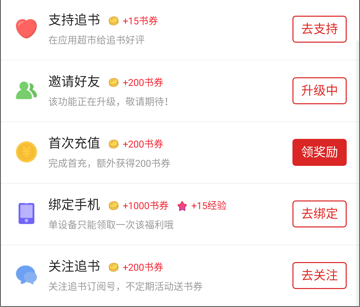 支持追书 +15书券
在应用超市给追书好评
去支持
邀请好友 +200书券
该功能正在升级，敬请期待！
升级中
首次充值 +200书券
完成首充，额外获得200书券
领奖励
绑定手机 +1000书券 +15经验
单设备只能领取一次该福利哦
去绑定
关注追书 +200书券
关注追书订阅号，不定期活动送书券
去关注